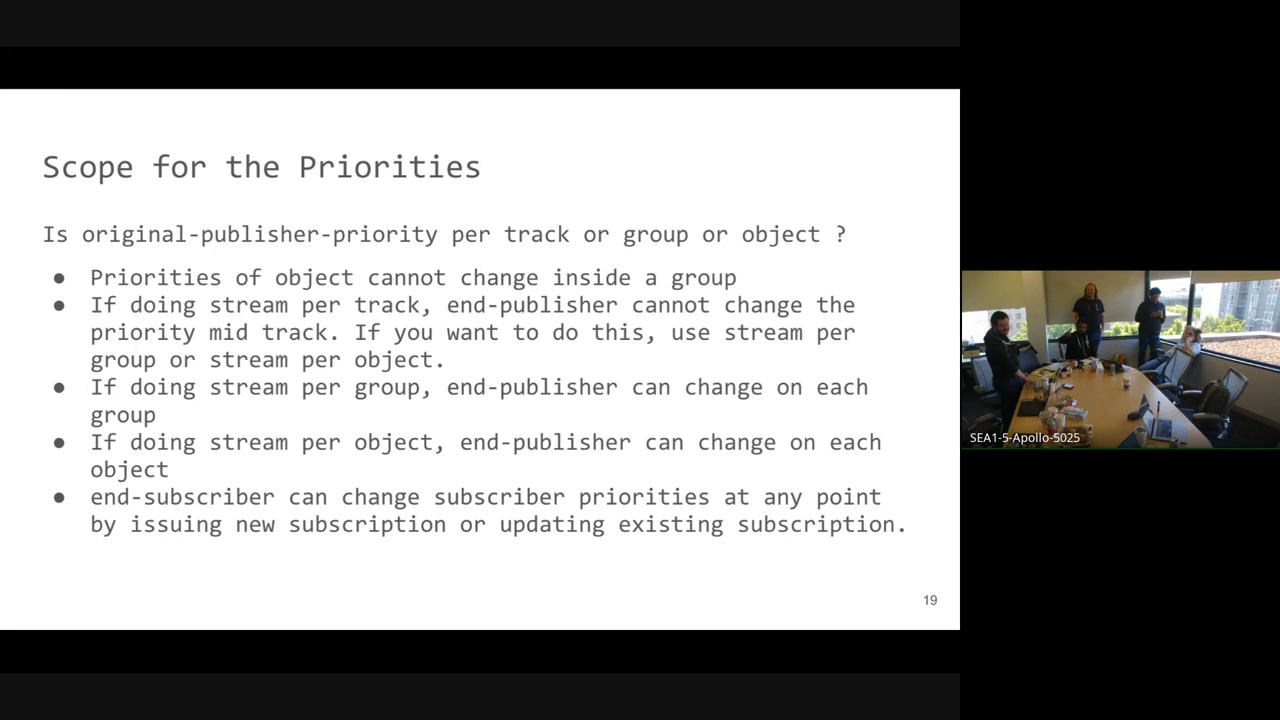 Scope for the Priorities
Is original-publisher-priority per track or group or object ?
● Priorities of object cannot change inside a group
● If doing stream per track, end-publisher cannot change the
priority mid track. If you want to do this, use stream per
group or stream per object.
● If doing stream per group, end-publisher can change on each
group
● If doing stream per object, end-publisher can change on each
object
● end-subscriber can change subscriber priorities at any point
by issuing new subscription or updating existing subscription.
19
SEA1-5-Apollo-5025